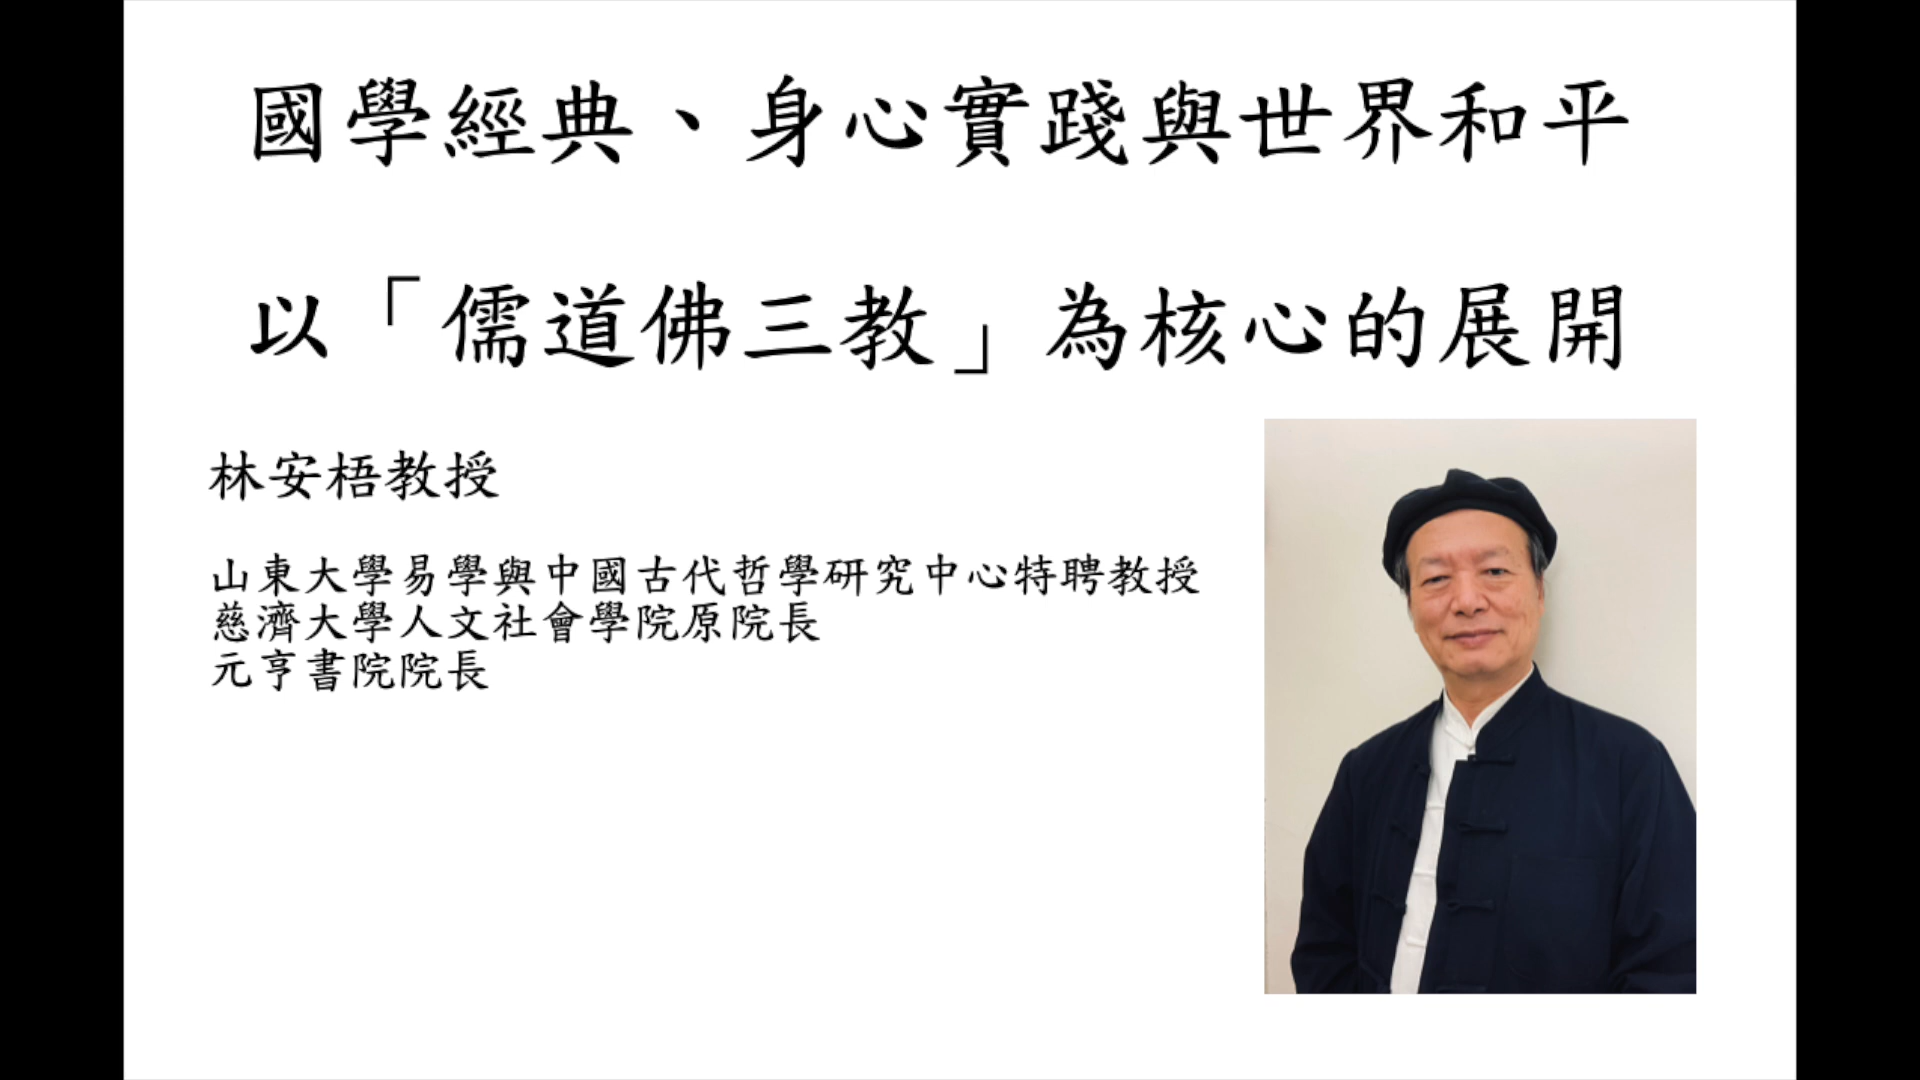 國學經典、身心實踐與世界和平
以「儒道佛三教」為核心的展開
林安梧教授
山東大學易學與中國古代哲學研究中心特聘教授
慈濟大學人文社會學院原院長
元亨書院院長